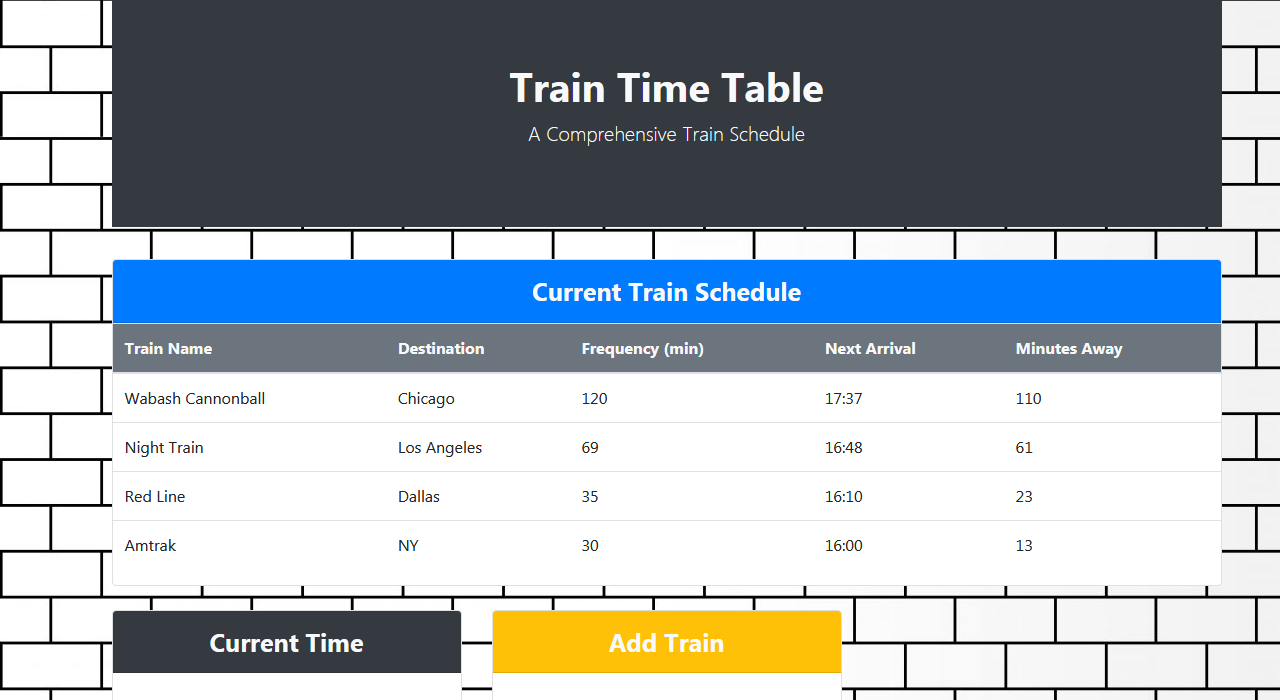 Train Time Table
A Comprehensive Train Schedule
Current Train Schedule
Train Name Destination Frequency (min) Next Arrival Minutes Away
Wabash Cannonball Chicago 120 17:37 110
Night Train Los Angeles 69 16:48 61
Red Line Dallas 35 16:10 23
Amtrak NY 30 16:00 13
Current Time Add Train